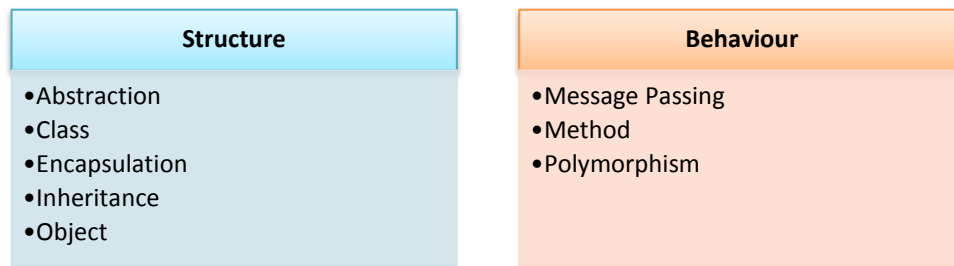 Structure
•Abstraction
•Class
•Encapsulation
•Inheritance
•Object
Behaviour
•Message Passing
•Method
•Polymorphism